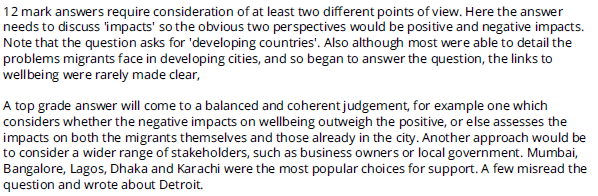 12 mark answers require consideration of at least two different points of view. Here the answer
needs to discuss 'impacts' so the obvious two perspectives would be positive and negative impacts.
Note that the question asks for 'developing countries'. Also although most were able to detail the
problems migrants face in developing cities, and so began to answer the question, the links to
wellbeing were rarely made clear,
A top grade answer will come to a balanced and coherent judgement, for example one which
considers whether the negative impacts on wellbeing outweigh the positive, or else assesses the
impacts on both the migrants themselves and those already in the city. Another approach would be
to consider a wider range of stakeholders, such as business owners or local government. Mumbai,
Bangalore, Lagos, Dhaka and Karachi were the most popular choices for support. A few misread the
question and wrote about Detroit.